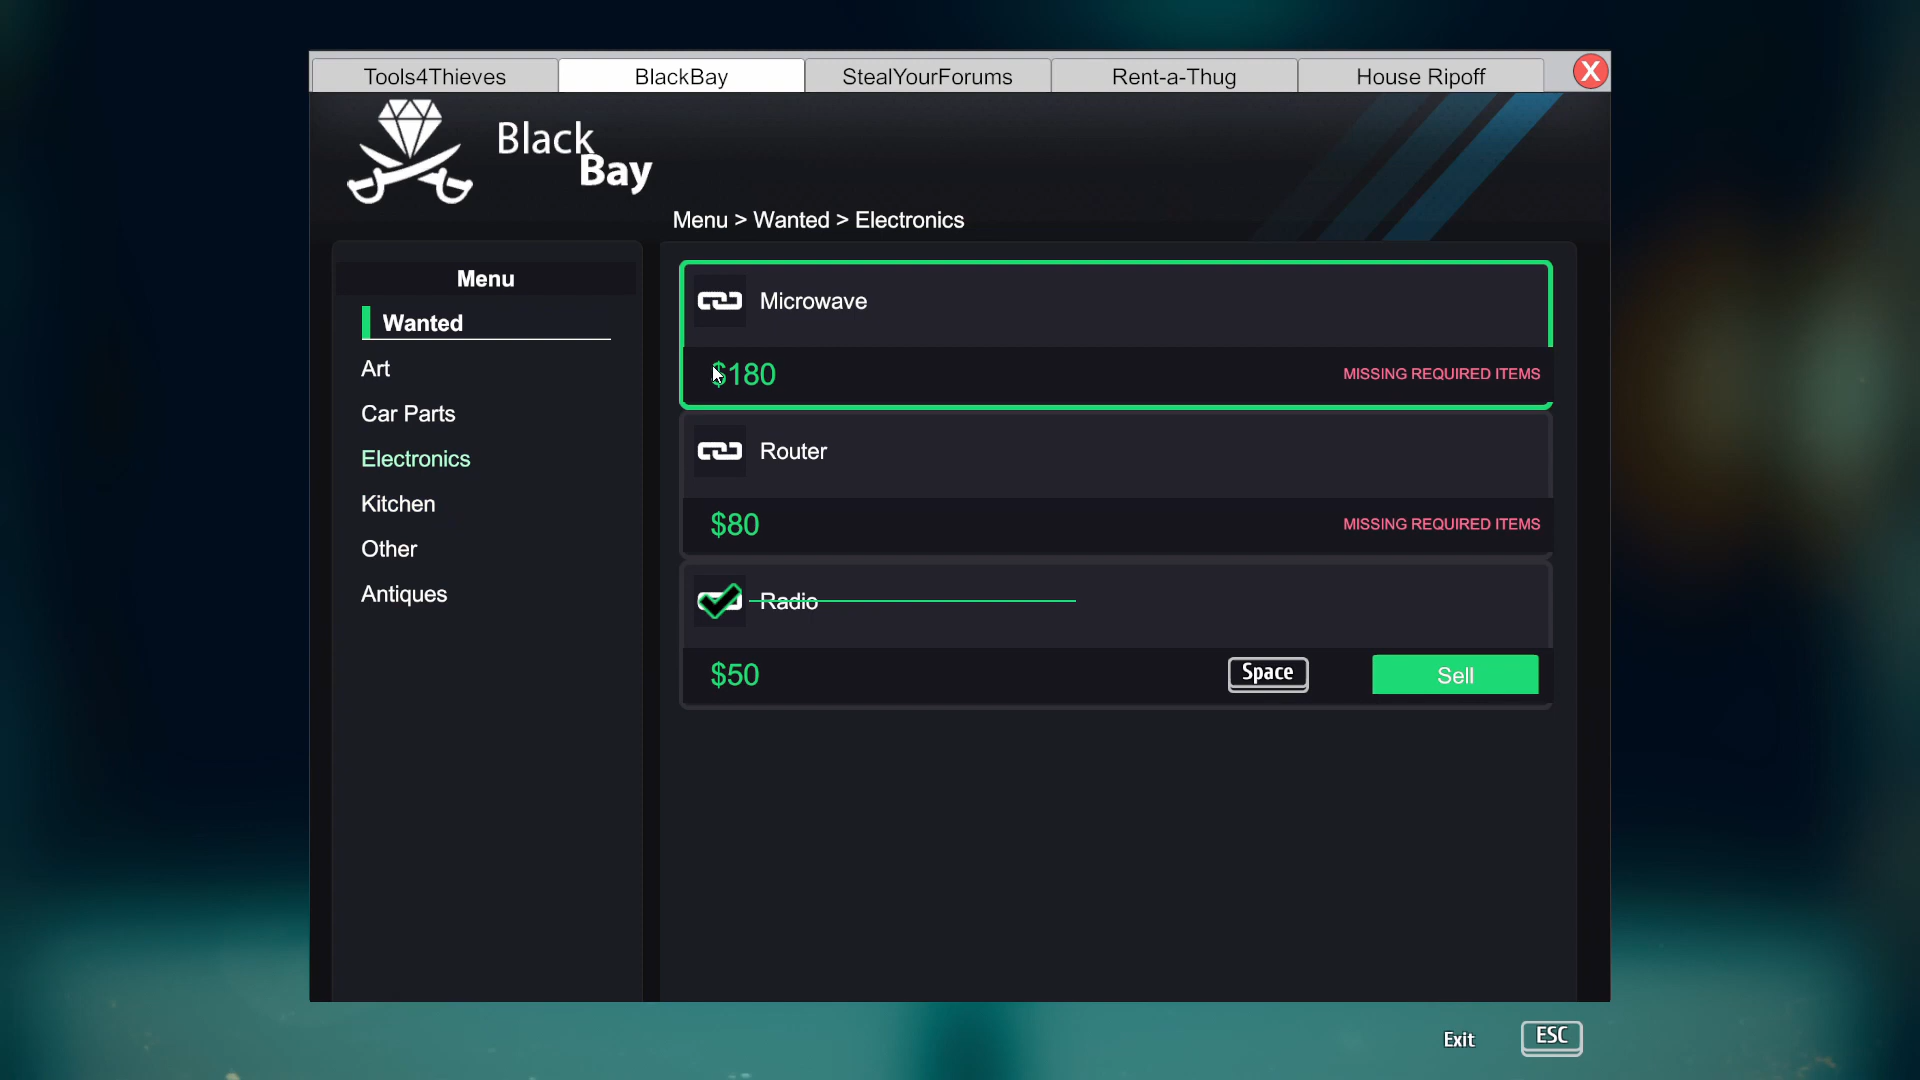 Tools4Thieves
BlackBay
StealYourForums
Rent-a-Thug
House Ripoff
X
Black
Bay
Menu > Wanted > Electronics
Menu
Wanted
Art
Car Parts
Electronics
Kitchen
Other
Antiques
Microwave
$180
MISSING REQUIRED ITEMS
Router
$80
MISSING REQUIRED ITEMS
Radio
$50
Space
Sell
Exit
ESC